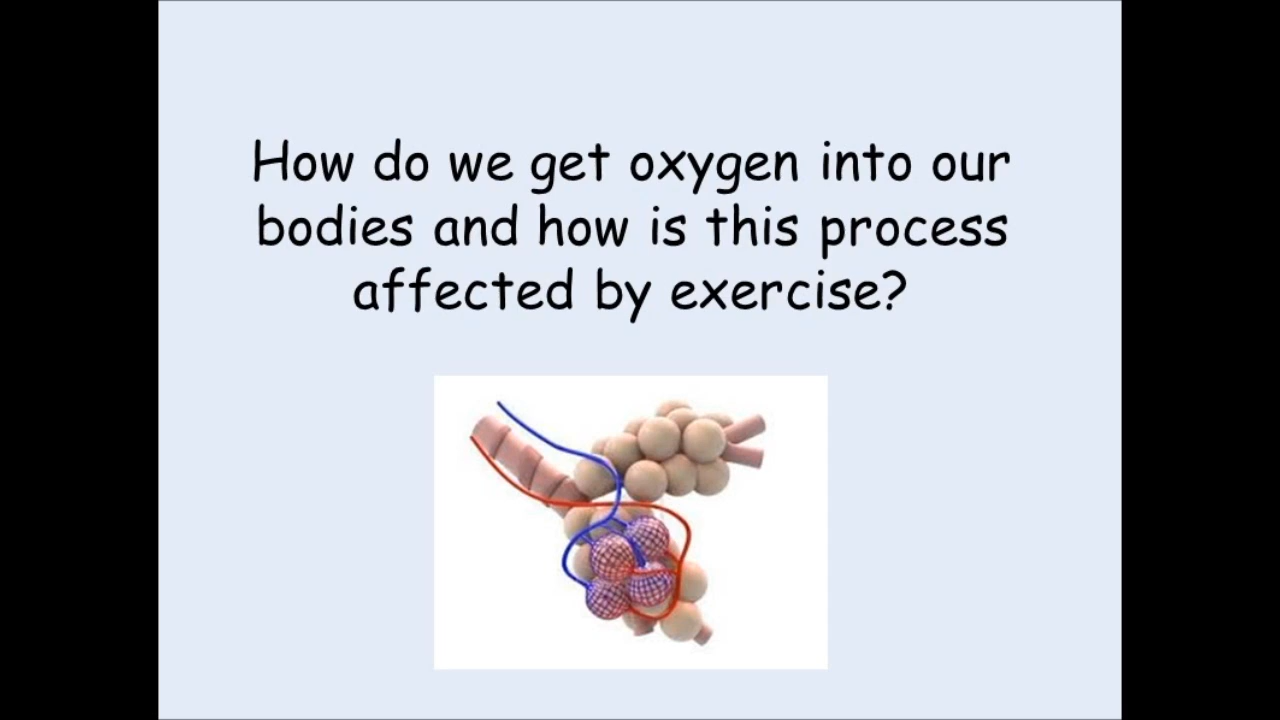 How do we get oxygen into our
bodies and how is this process
affected by exercise?